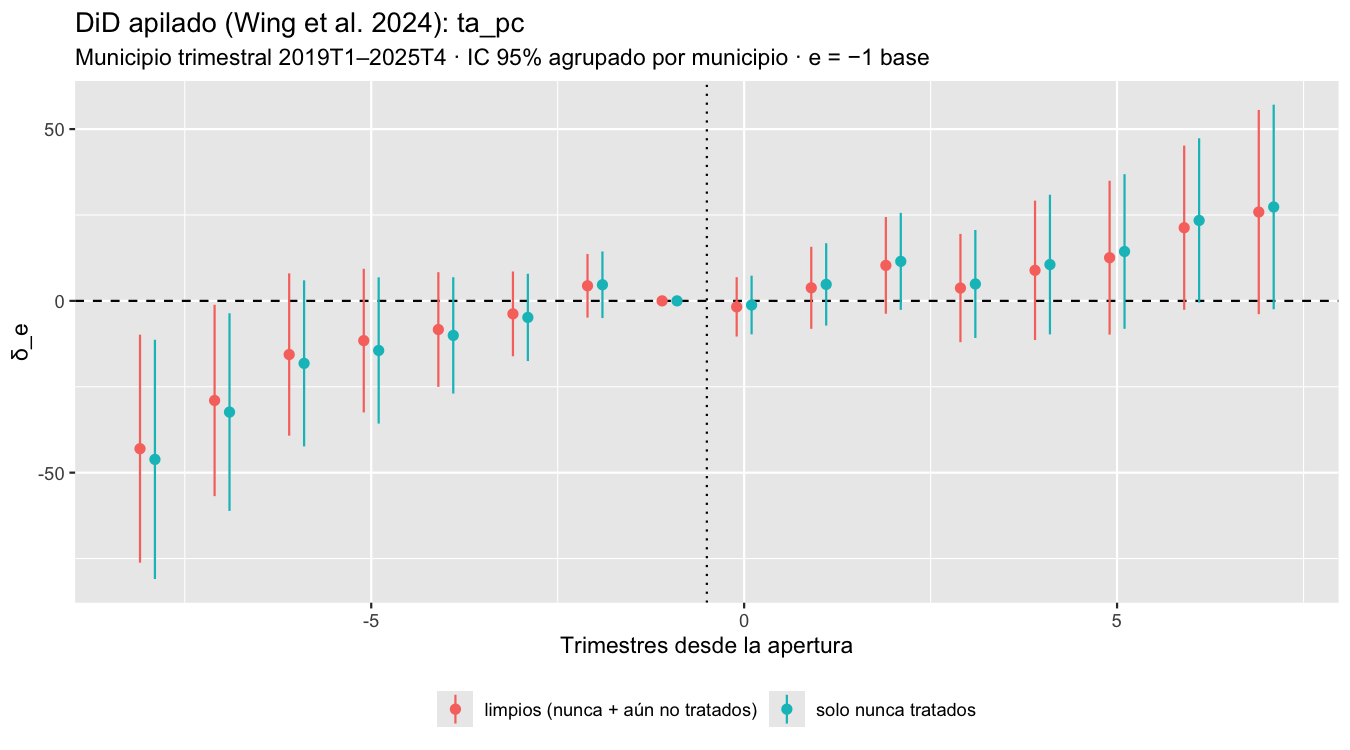 DiD apilado (Wing et al. 2024): ta_pc
Municipio trimestral 2019T1–2025T4 · IC 95% agrupado por municipio · e = −1 base
50
0
-50
δ_e
-5
0
5
Trimestres desde la apertura
limpios (nunca + aún no tratados)
solo nunca tratados